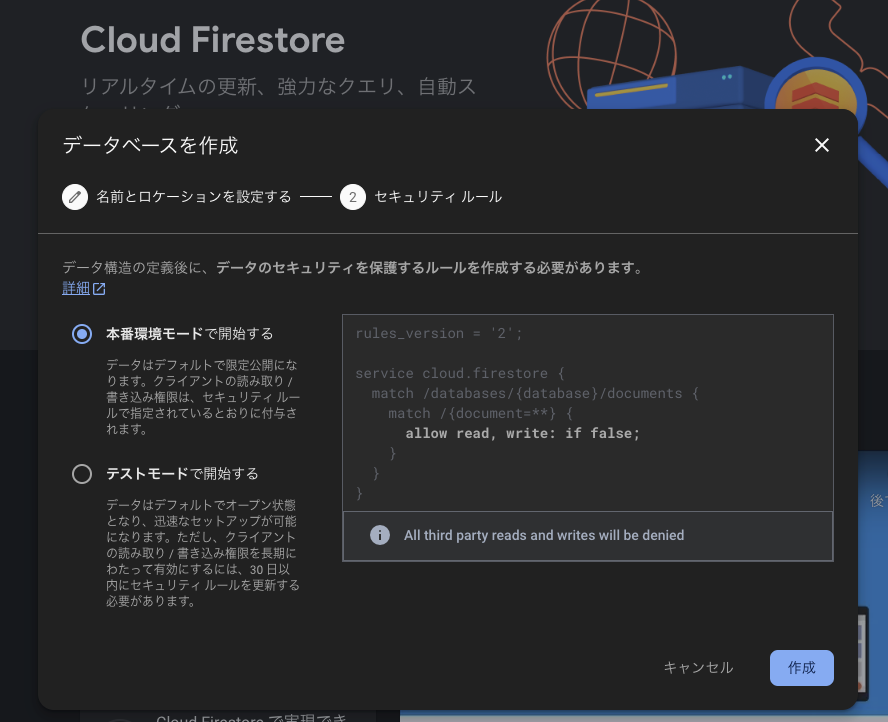 Cloud Firestore
リアルタイムの更新、強力なクエリ、自動ス
データベースを作成
名前とロケーションを設定する
2 セキュリティ ルール
データ構造の定義後に、データのセキュリティを保護するルールを作成する必要があります。
詳細
本番環境モードで開始する
データはデフォルトで限定公開にな
ります。クライアントの読み取り /
書き込み権限は、セキュリティ ルー
ルで指定されているとおりに付与さ
れます。
テストモードで開始する
データはデフォルトでオープン状態
となり、迅速なセットアップが可能
になります。ただし、クライアント
の読み取り / 書き込み権限を長期に
わたって有効にするには、30 日以
内にセキュリティ ルールを更新する
必要があります。
rules_version = '2';
service cloud.firestore {
match /databases/{database}/documents {
match /{document=**} {
allow read, write: if false;
}
}
}
All third party reads and writes will be denied
後
キャンセル
作成
Cloud Firestore で実現でき